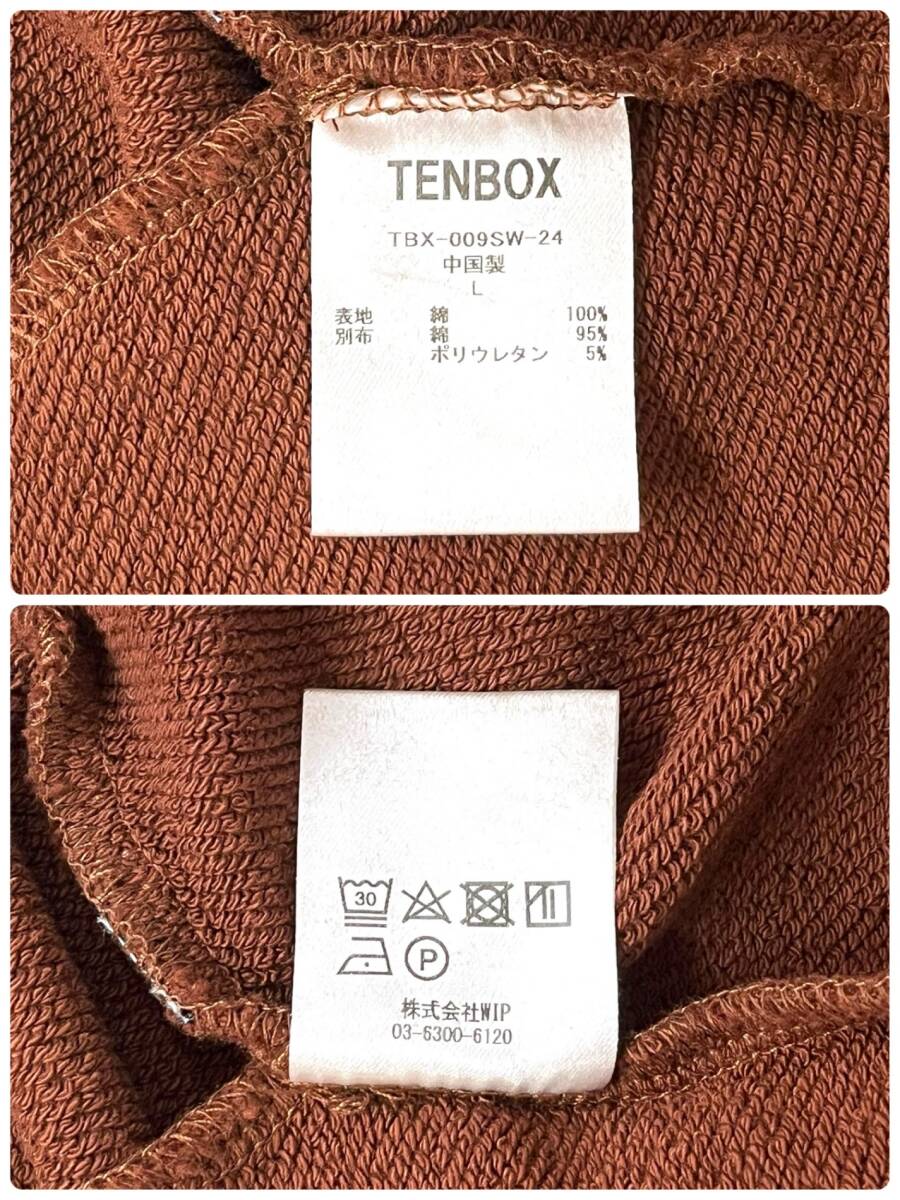 TENBOX
TBX-009SW-24
中国製
L
表地 綿 100%
別布 綿 95%
ポリウレタン 5%
30
P
株式会社WIP
03-6300-6120